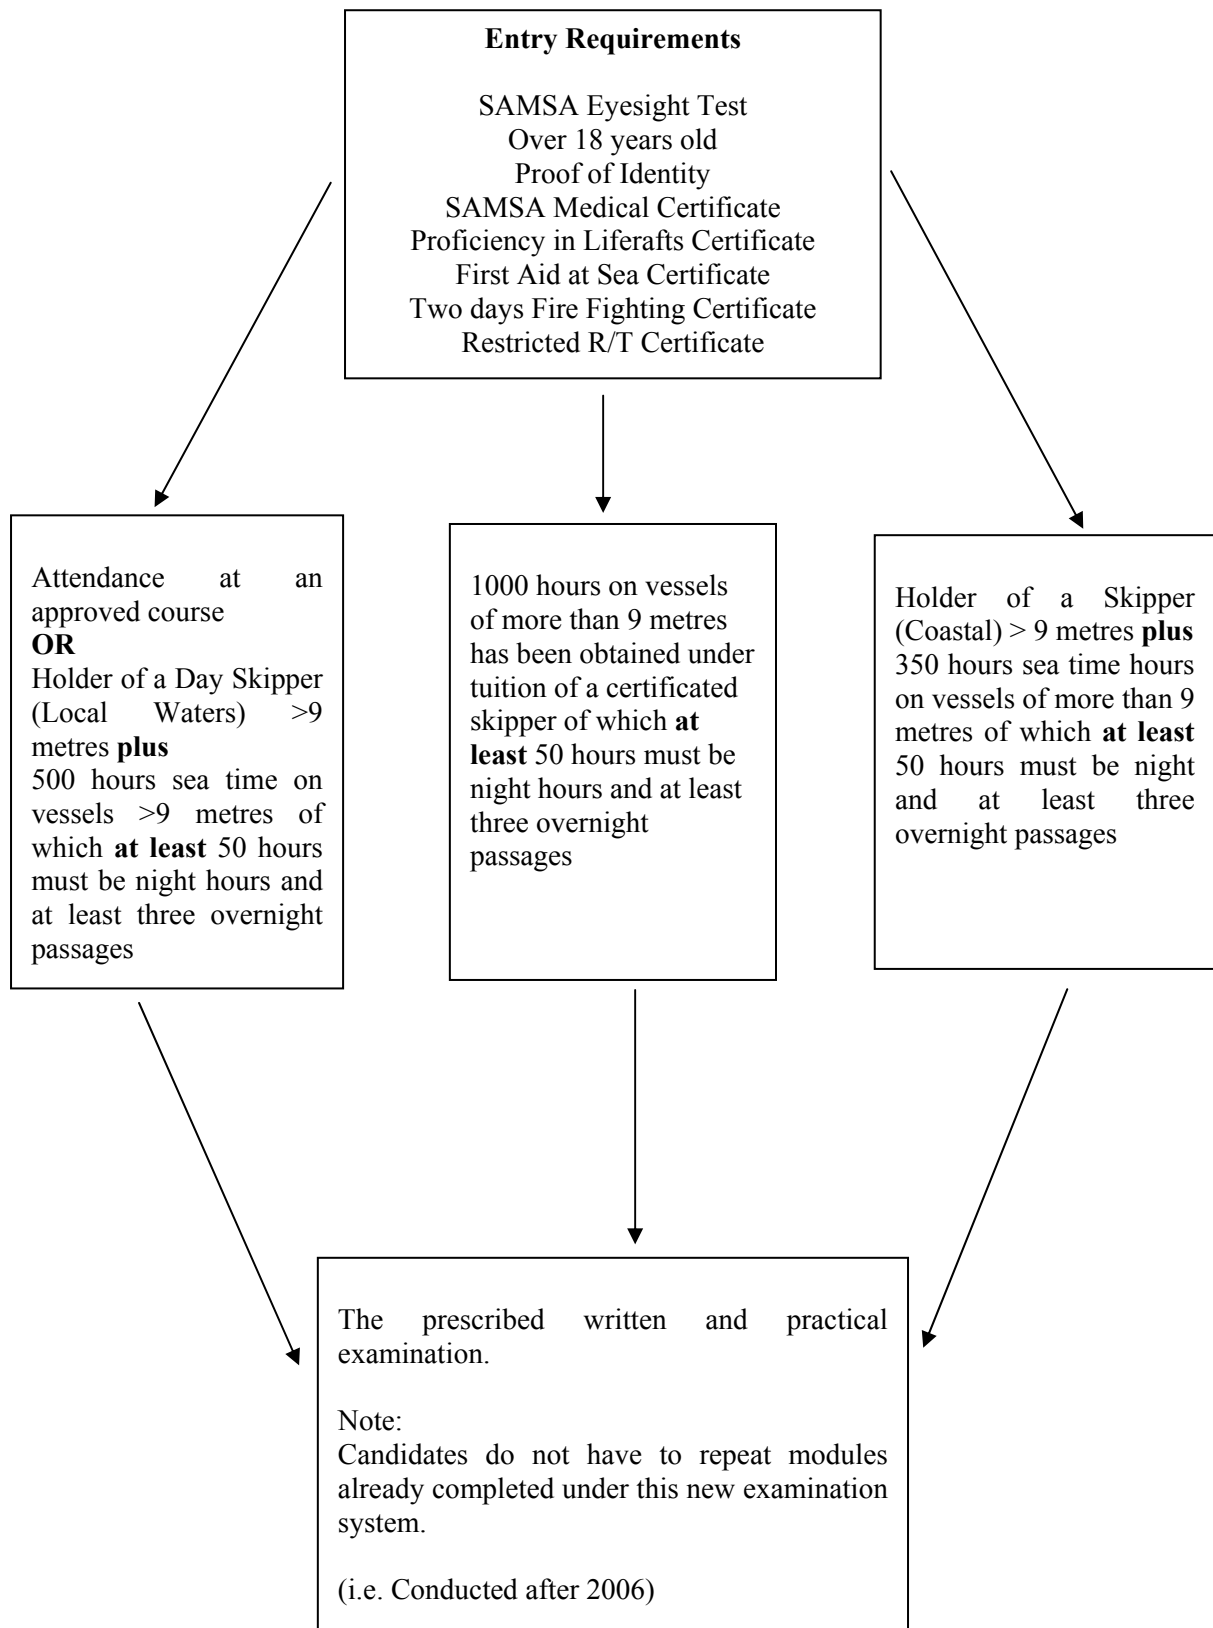 Entry Requirements
SAMSA Eyesight Test
Over 18 years old
Proof of Identity
SAMSA Medical Certificate
Proficiency in Liferafts Certificate
First Aid at Sea Certificate
Two days Fire Fighting Certificate
Restricted R/T Certificate
Attendance at an
approved course
OR
Holder of a Day Skipper
(Local Waters) >9
metres plus
500 hours sea time on
vessels >9 metres of
which at least 50 hours
must be night hours and
at least three overnight
passages
1000 hours on vessels
of more than 9 metres
has been obtained under
tuition of a certificated
skipper of which at
least 50 hours must be
night hours and at least
three overnight
passages
Holder of a Skipper
(Coastal) > 9 metres plus
350 hours sea time hours
on vessels of more than 9
metres of which at least
50 hours must be night
and at least three
overnight passages
The prescribed written and practical
examination.
Note:
Candidates do not have to repeat modules
already completed under this new examination
system.
(i.e. Conducted after 2006)